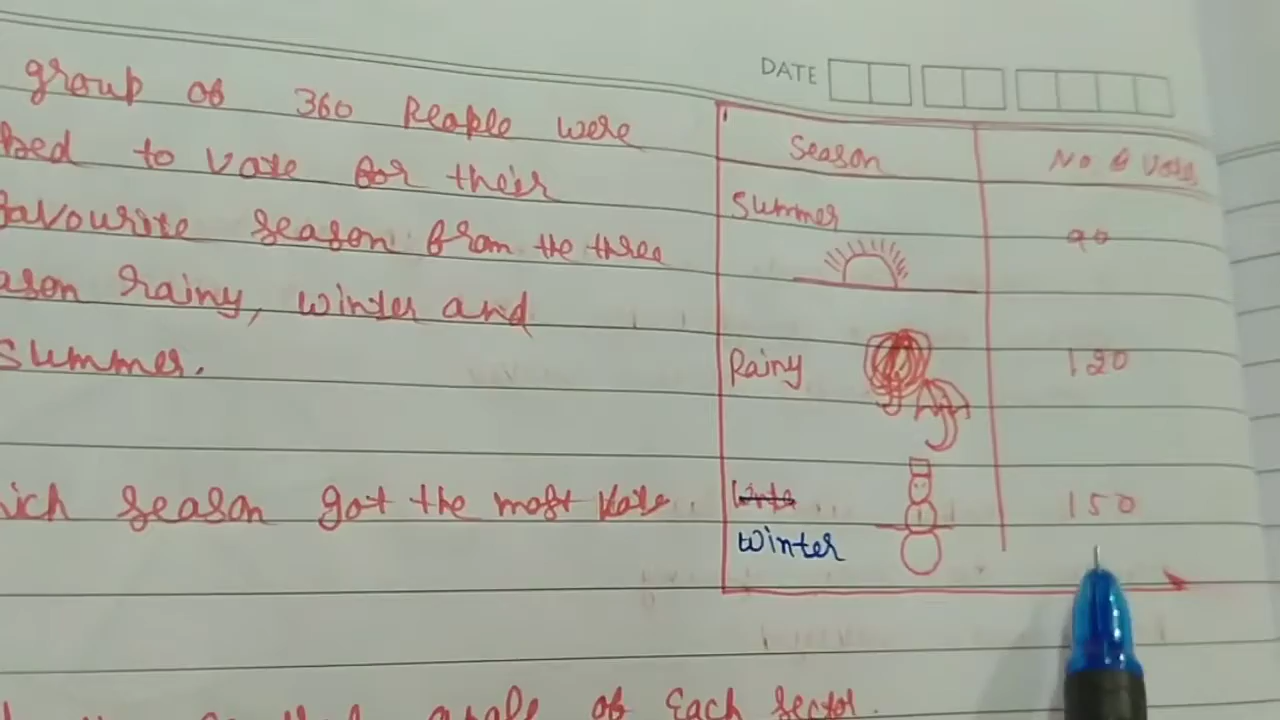 group of 360 People were
to vote for their
favourite season from the three
ason rainy, winter and
summer.
ich season got the most vote.
angle of Each sector.
DATE
Season No of Votes
Summer 90
Rainy 120
150
Winter